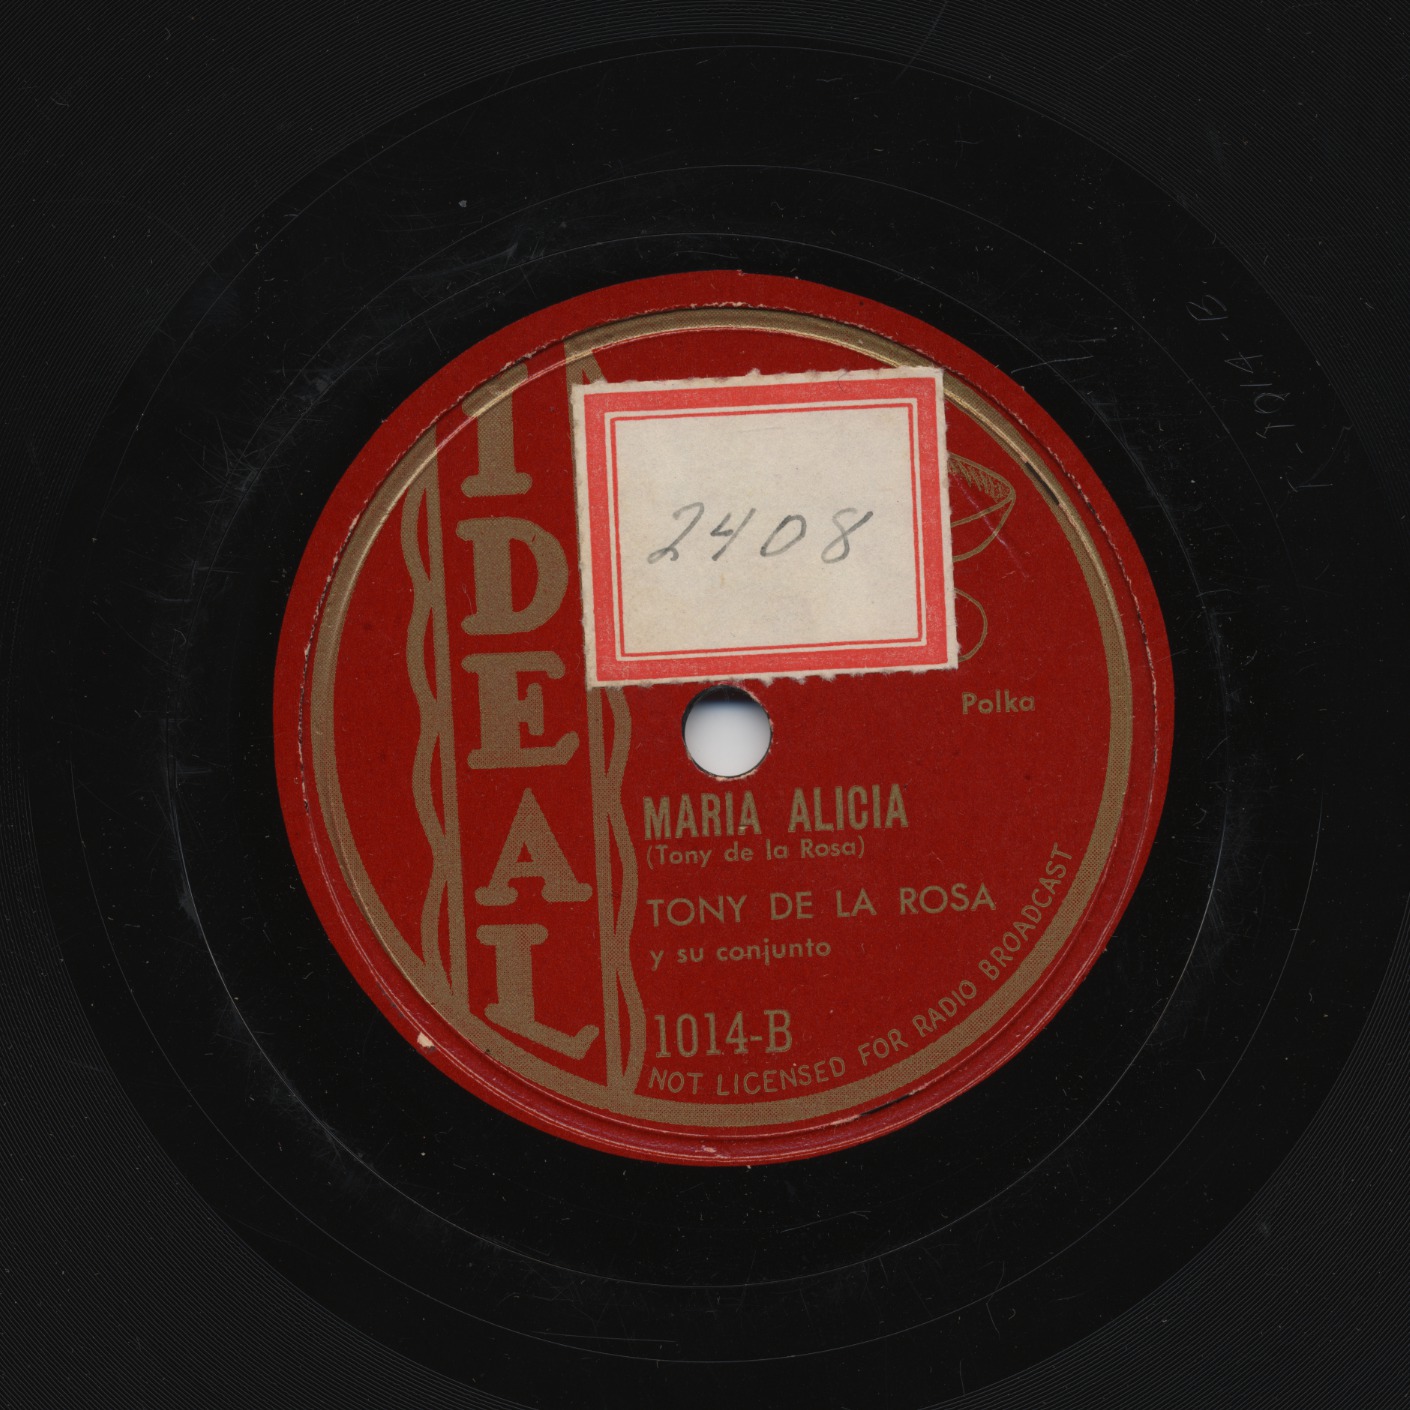 IDEAL
2408
Polka
MARIA ALICIA
(Tony de la Rosa)
TONY DE LA ROSA
y su conjunto
1014-B
NOT LICENSED FOR RADIO BROADCAST